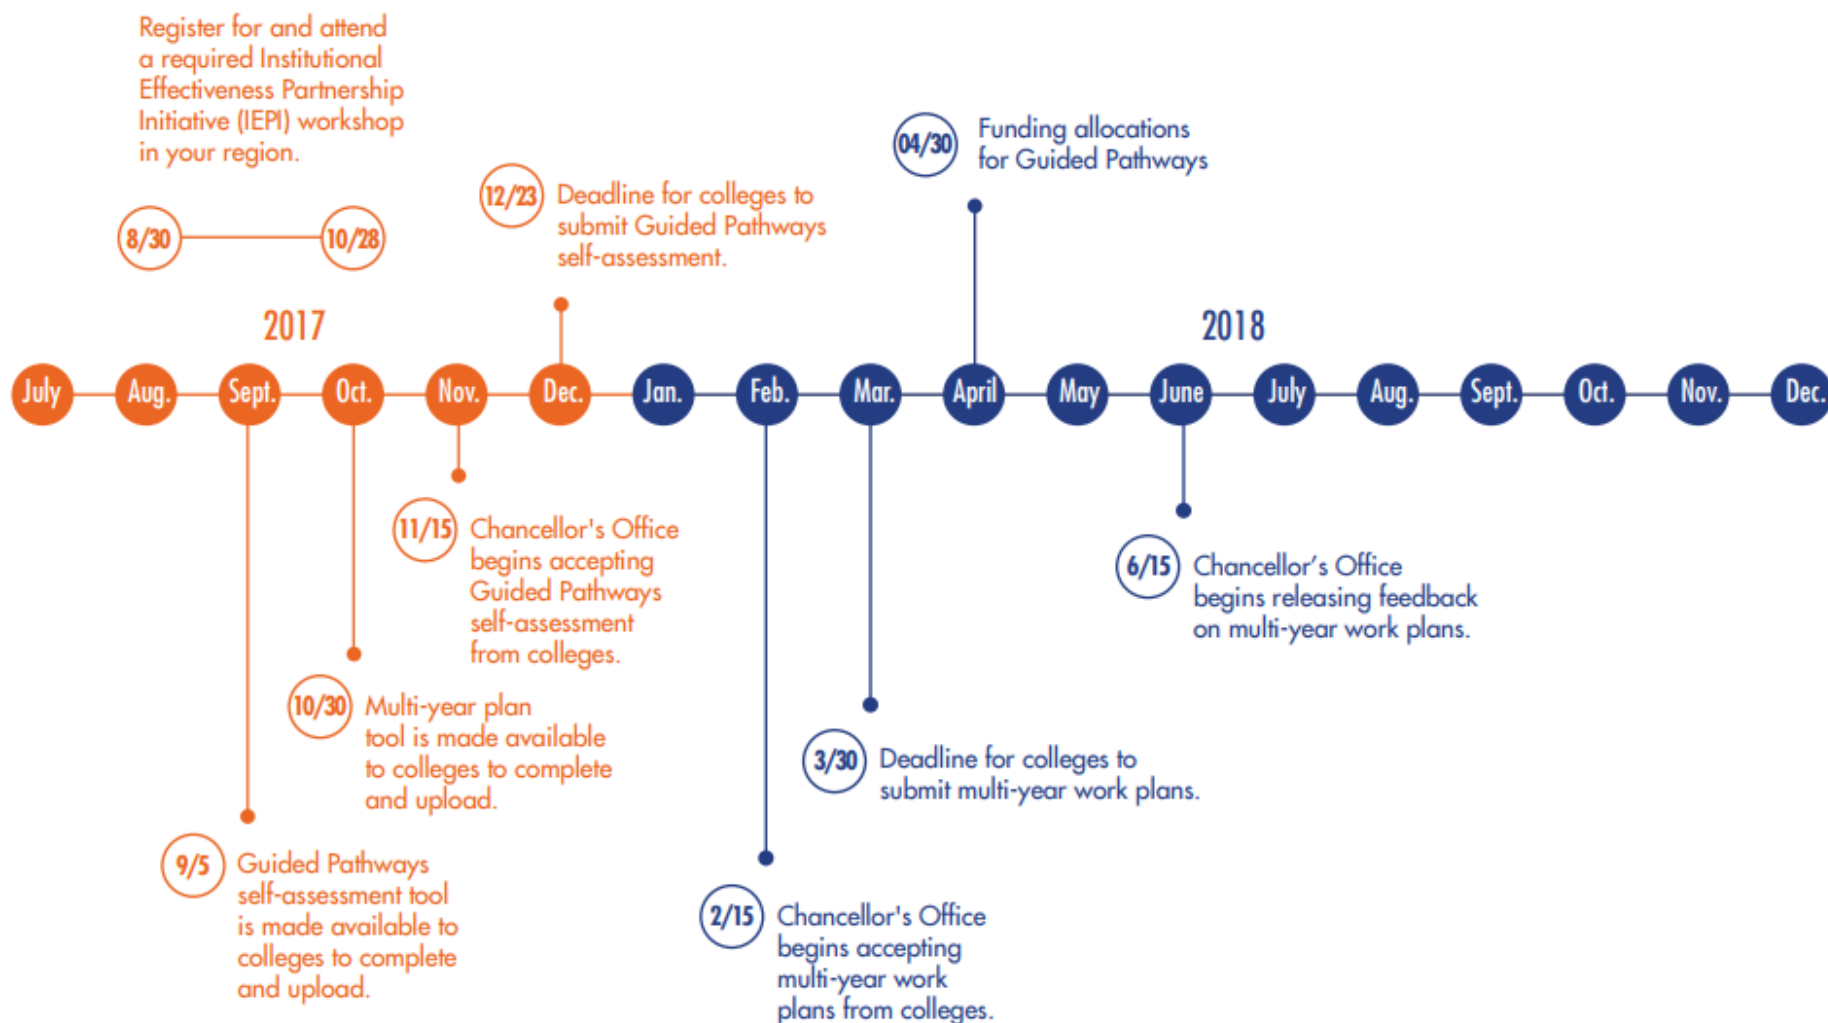 Register for and attend
a required Institutional
Effectiveness Partnership
Initiative (IEPI) workshop
in your region.
8/30
10/28
12/23
Deadline for colleges to
submit Guided Pathways
self-assessment.
04/30
Funding allocations
for Guided Pathways
2017
2018
July
Aug.
Sept.
Oct.
Nov.
Dec.
Jan.
Feb.
Mar.
April
May
June
July
Aug.
Sept.
Oct.
Nov.
Dec.
11/15
Chancellor's Office
begins accepting
Guided Pathways
self-assessment
from colleges.
10/30
Multi-year plan
tool is made available
to colleges to complete
and upload.
9/5
Guided Pathways
self-assessment tool
is made available to
colleges to complete
and upload.
6/15
Chancellor’s Office
begins releasing feedback
on multi-year work plans.
3/30
Deadline for colleges to
submit multi-year work plans.
2/15
Chancellor's Office
begins accepting
multi-year work
plans from colleges.